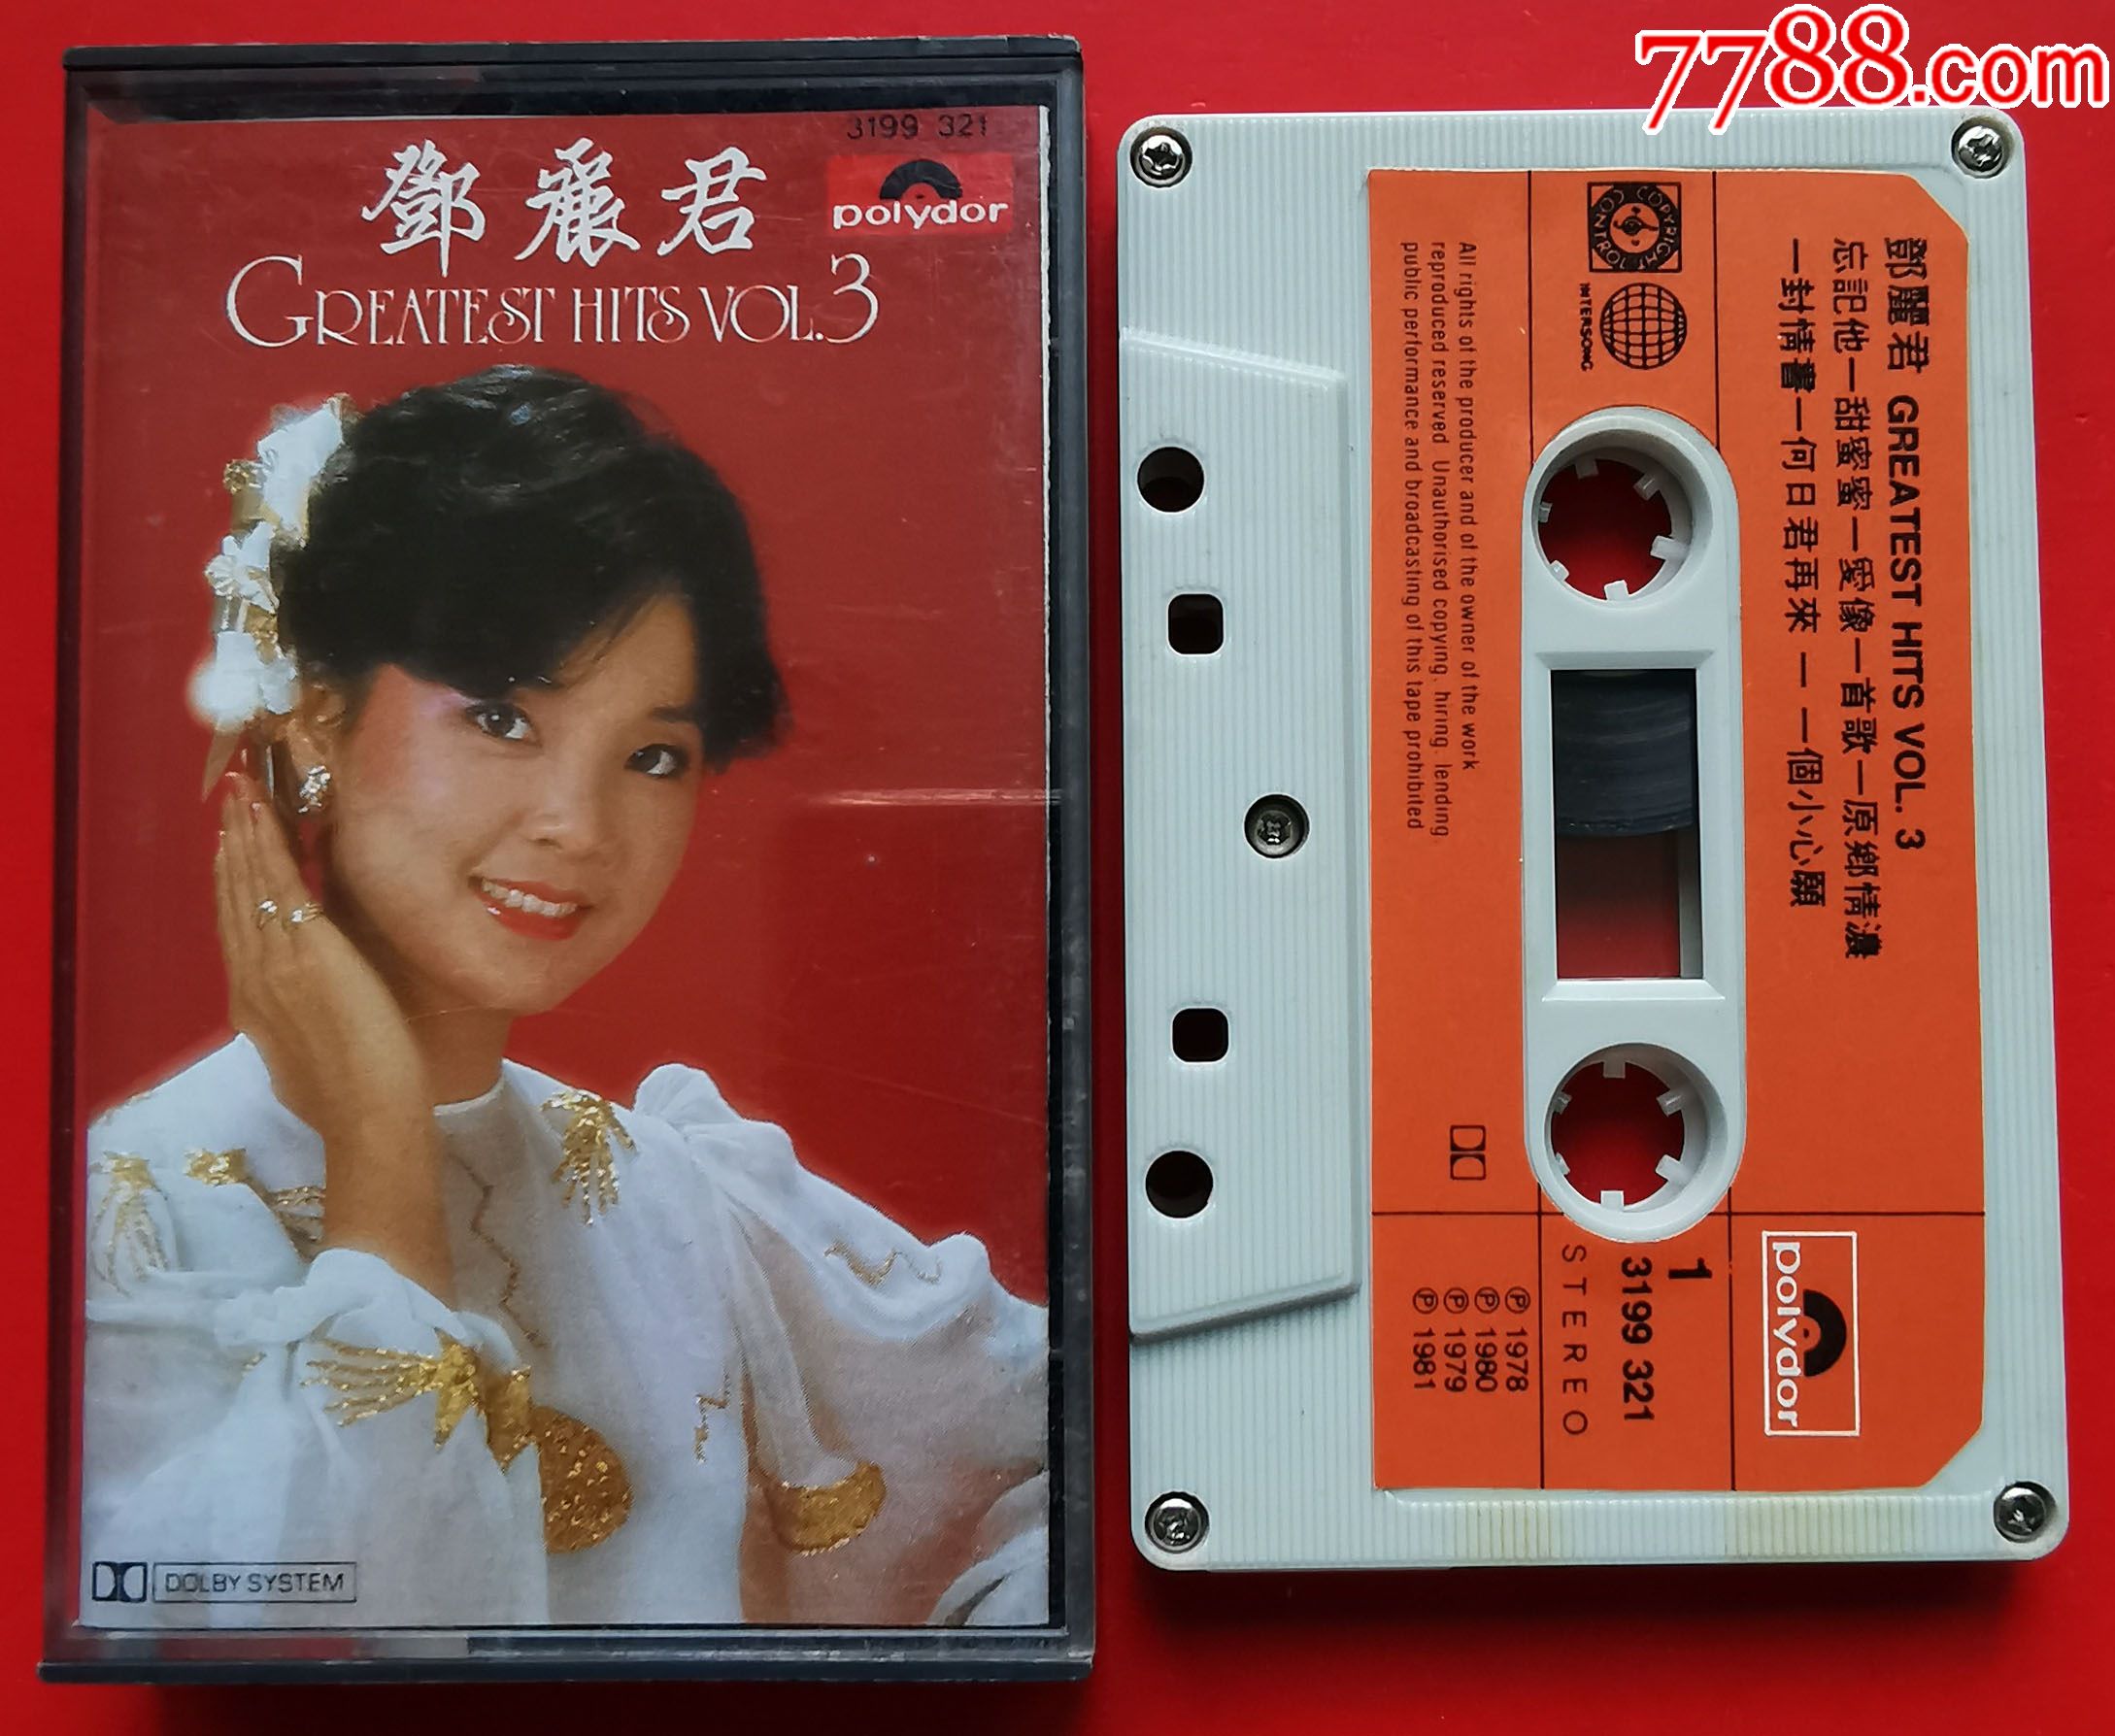 7788.com
3199 321
polydor
鄧麗君
GREATEST HITS VOL.3
DOLBY SYSTEM
鄧麗君 GREATEST HITS VOL. 3
忘記他—甜蜜蜜—愛像一首歌—原鄉情濃
一封情書—何日君再來 — 一個小心願
COPYRIGHT CONTROL
INTERSONG
All rights of the producer and of the owner of the work
reproduced reserved. Unauthorised copying, hiring, lending,
public performance and broadcasting of this tape prohibited
polydor
1
3199 321
STEREO
℗ 1978
℗ 1980
℗ 1979
℗ 1981